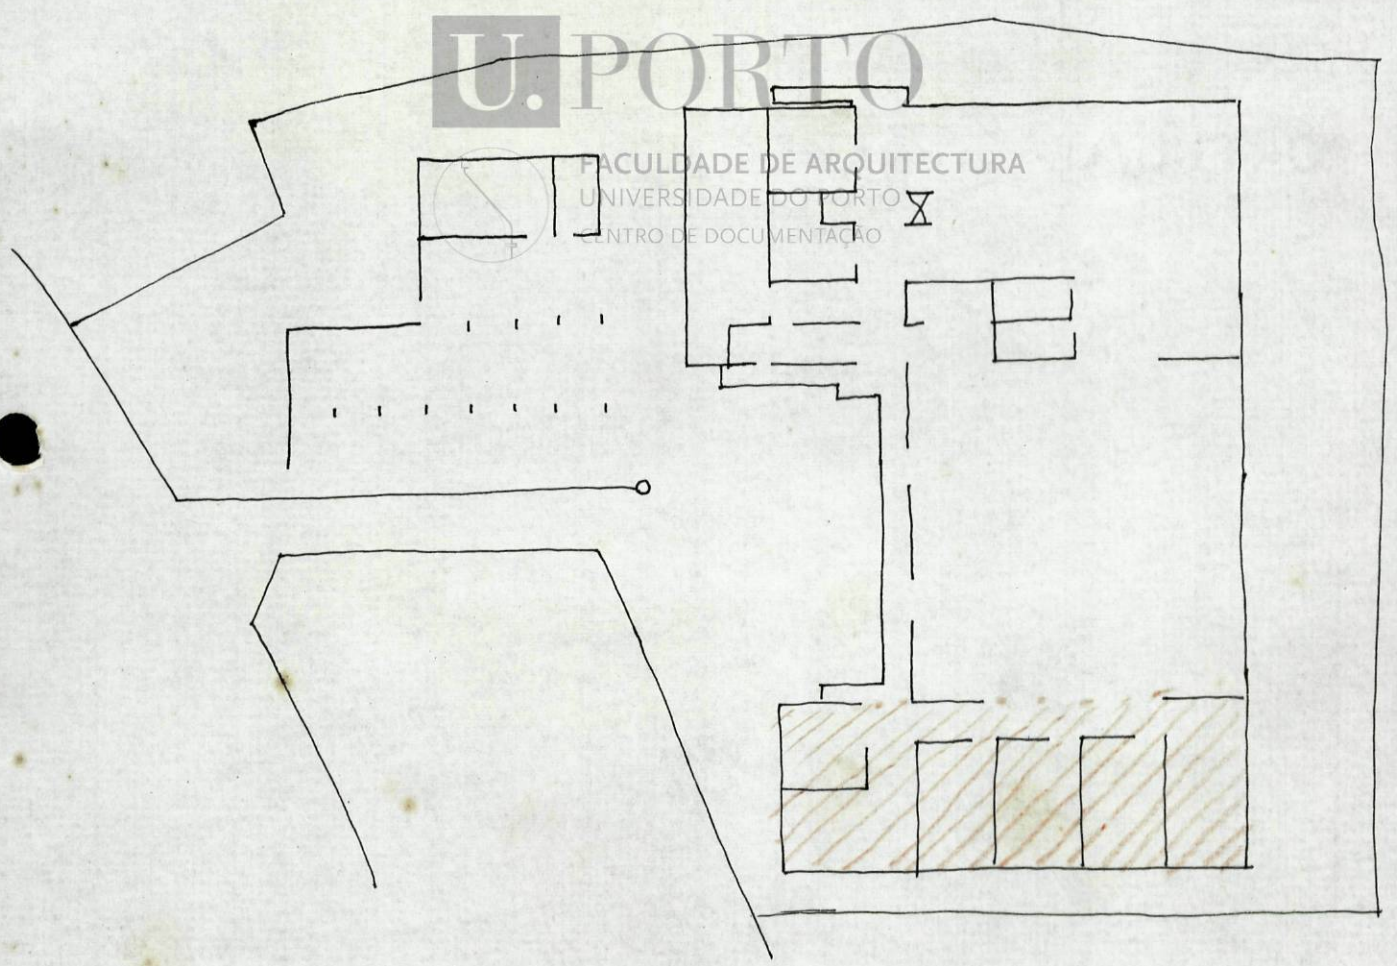 U. PORTO
FACULDADE DE ARQUITECTURA
UNIVERSIDADE DO PORTO
CENTRO DE DOCUMENTAÇÃO